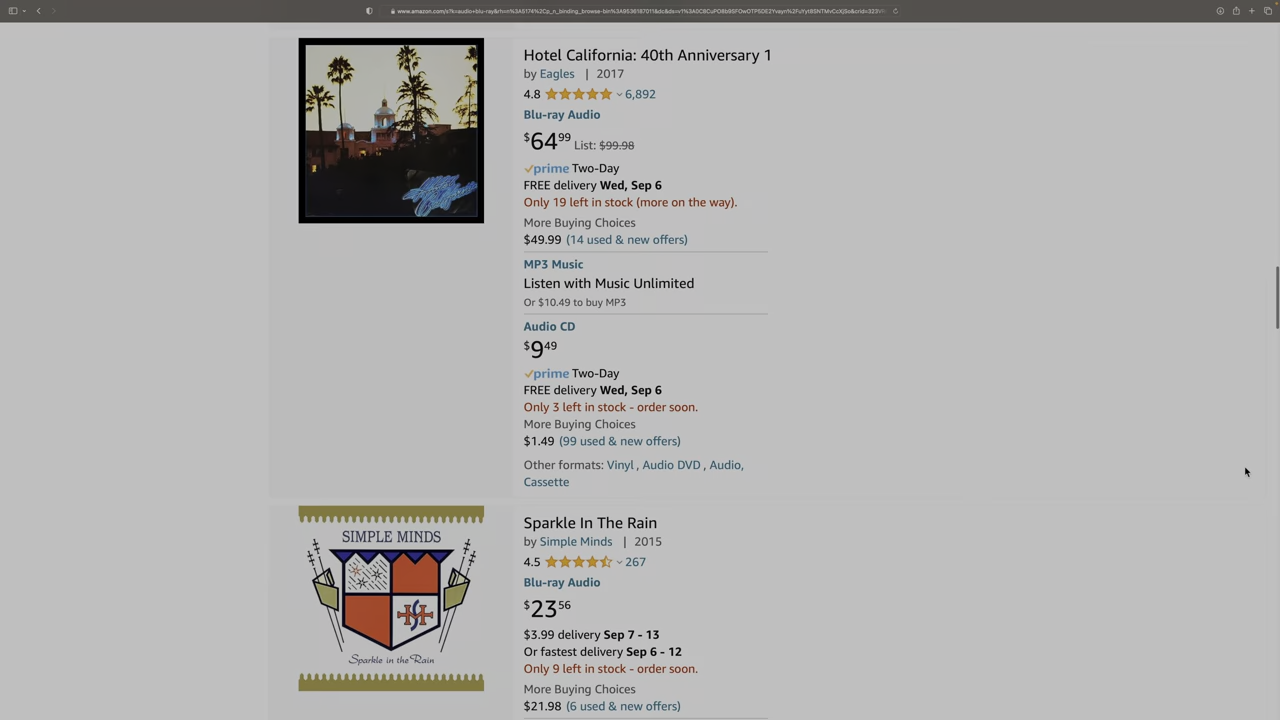 Hotel California: 40th Anniversary 1
by Eagles | 2017
4.8 6,892
Blu-ray Audio
$64 99 List: $99.98
prime Two-Day
FREE delivery Wed, Sep 6
Only 19 left in stock (more on the way).
More Buying Choices
$49.99 (14 used & new offers)
MP3 Music
Listen with Music Unlimited
Or $10.49 to buy MP3
Audio CD
$9 49
prime Two-Day
FREE delivery Wed, Sep 6
Only 3 left in stock - order soon.
More Buying Choices
$1.49 (99 used & new offers)
Other formats: Vinyl , Audio DVD , Audio,
Cassette
SIMPLE MINDS
Sparkle in the Rain
Sparkle In The Rain
by Simple Minds | 2015
4.5 267
Blu-ray Audio
$23 56
$3.99 delivery Sep 7 - 13
Or fastest delivery Sep 6 - 12
Only 9 left in stock - order soon.
More Buying Choices
$21.98 (6 used & new offers)